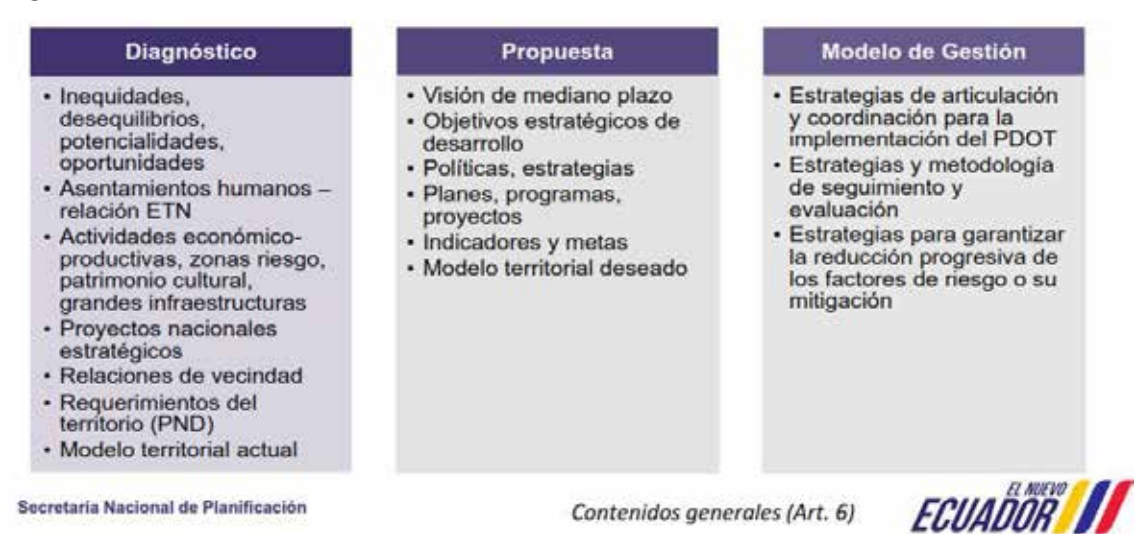 Diagnóstico
• Inequidades,
desequilibrios,
potencialidades,
oportunidades
• Asentamientos humanos –
relación ETN
• Actividades económico-
productivas, zonas riesgo,
patrimonio cultural,
grandes infraestructuras
• Proyectos nacionales
estratégicos
• Relaciones de vecindad
• Requerimientos del
territorio (PND)
• Modelo territorial actual
Propuesta
• Visión de mediano plazo
• Objetivos estratégicos de
desarrollo
• Políticas, estrategias
• Planes, programas,
proyectos
• Indicadores y metas
• Modelo territorial deseado
Modelo de Gestión
• Estrategias de articulación
y coordinación para la
implementación del PDOT
• Estrategias y metodología
de seguimiento y
evaluación
• Estrategias para garantizar
la reducción progresiva de
los factores de riesgo o su
mitigación
Secretaría Nacional de Planificación
Contenidos generales (Art. 6)
EL NUEVO
ECUADOR